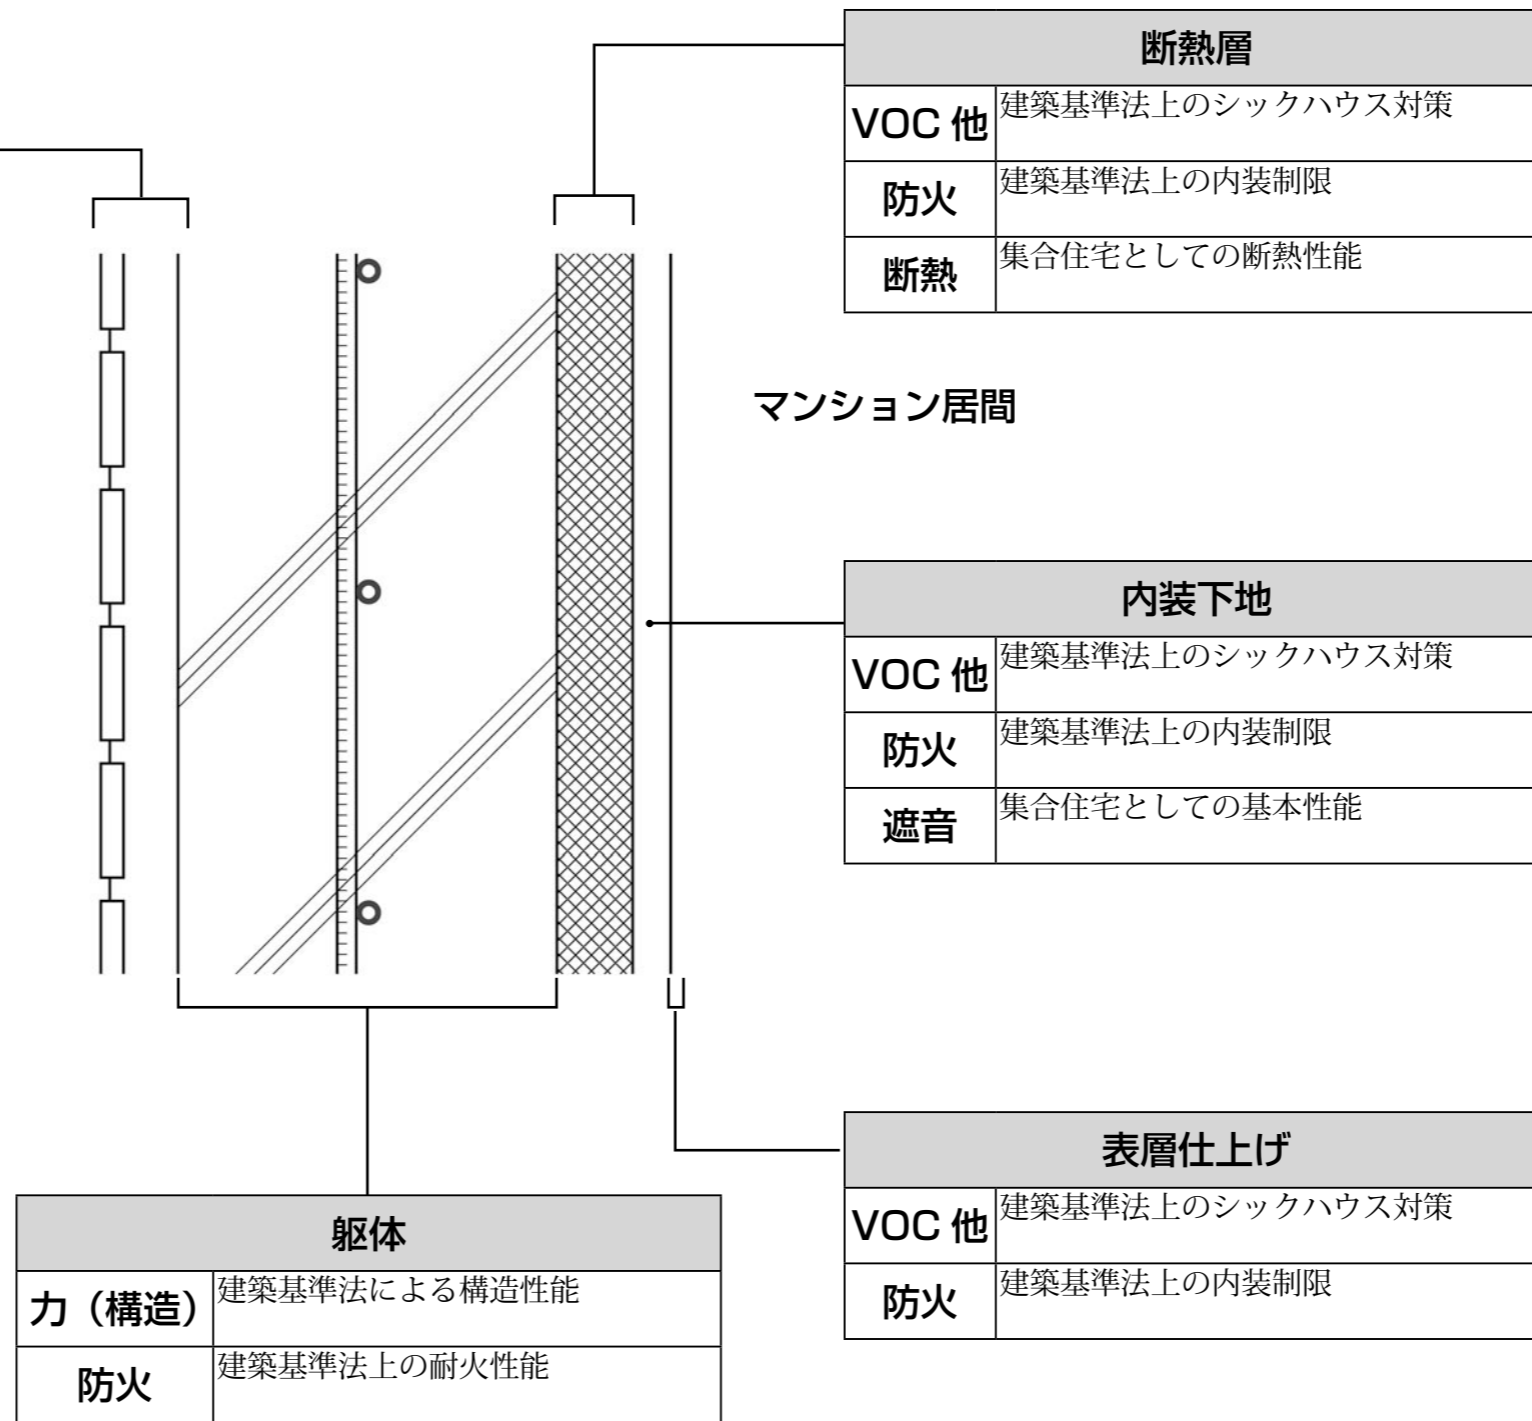 断熱層
VOC 他
建築基準法上のシックハウス対策
防火
建築基準法上の内装制限
断熱
集合住宅としての断熱性能
マンション居間
内装下地
VOC 他
建築基準法上のシックハウス対策
防火
建築基準法上の内装制限
遮音
集合住宅としての基本性能
表層仕上げ
VOC 他
建築基準法上のシックハウス対策
防火
建築基準法上の内装制限
躯体
力（構造）
建築基準法による構造性能
防火
建築基準法上の耐火性能